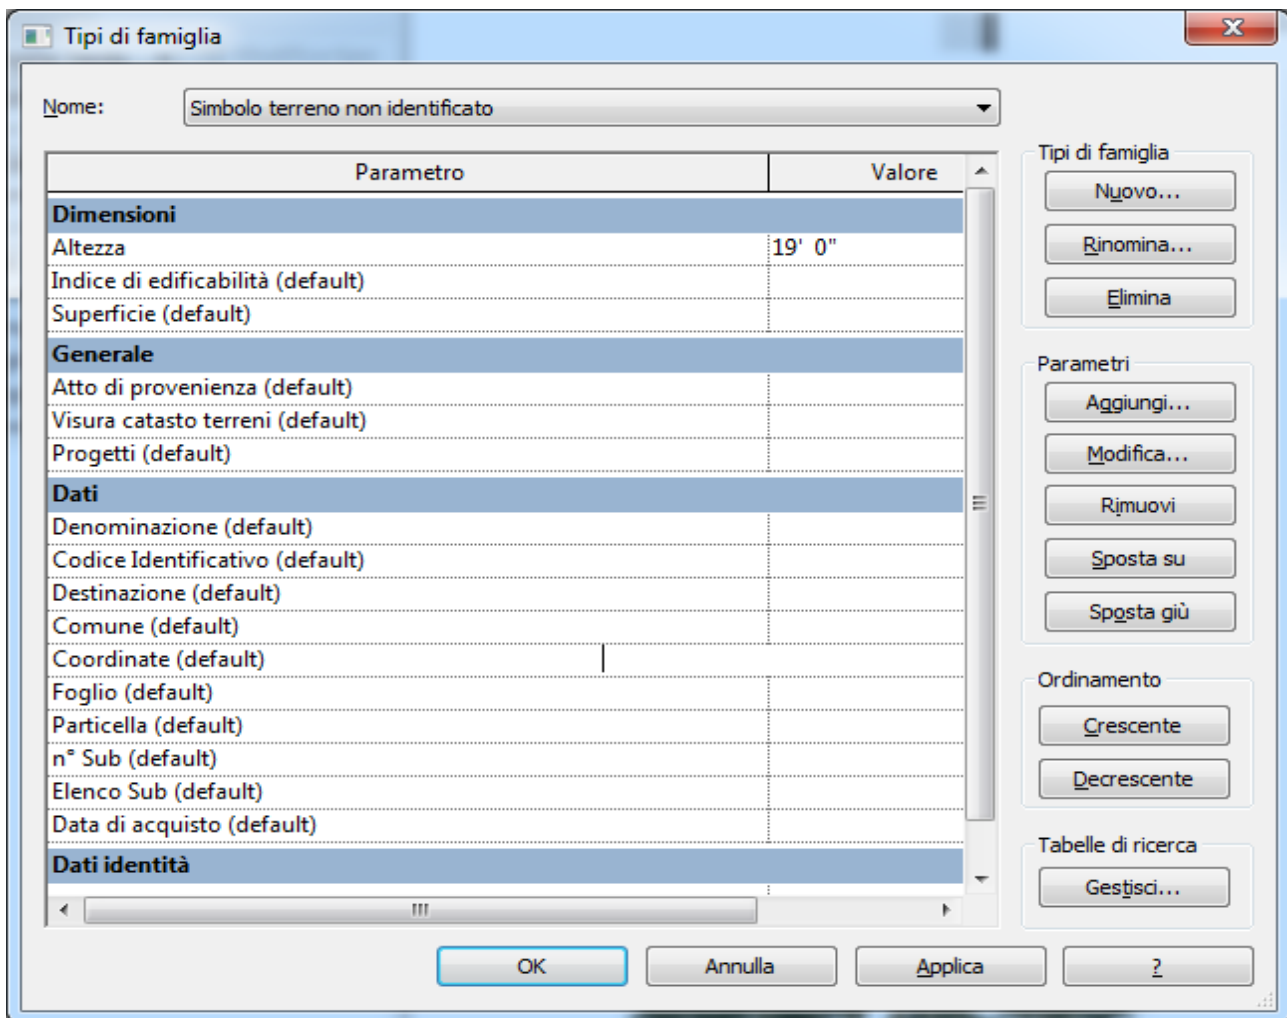 Tipi di famiglia
Nome: Simbolo terreno non identificato
Parametro Valore
Dimensioni
Altezza 19' 0"
Indice di edificabilità (default)
Superficie (default)
Generale
Atto di provenienza (default)
Visura catasto terreni (default)
Progetti (default)
Dati
Denominazione (default)
Codice Identificativo (default)
Destinazione (default)
Comune (default)
Coordinate (default)
Foglio (default)
Particella (default)
n° Sub (default)
Elenco Sub (default)
Data di acquisto (default)
Dati identità
Tipi di famiglia
Nuovo...
Rinomina...
Elimina
Parametri
Aggiungi...
Modifica...
Rimuovi
Sposta su
Sposta giù
Ordinamento
Crescente
Decrescente
Tabelle di ricerca
Gestisci...
OK Annulla Applica ?